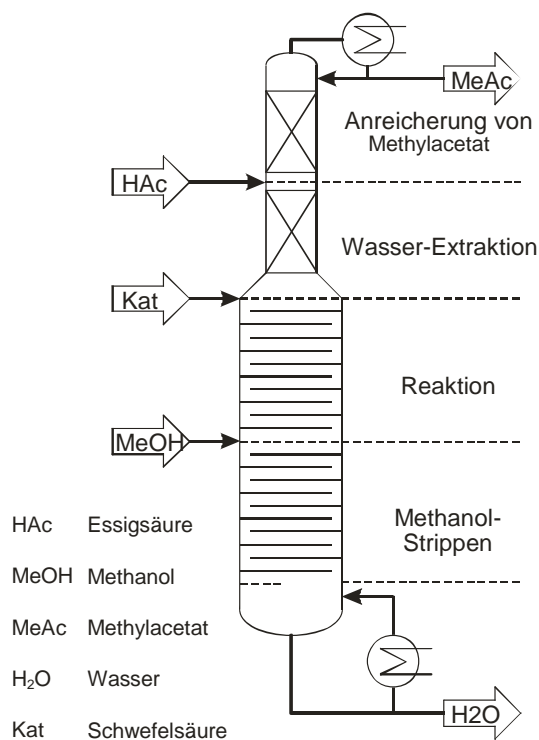 MeAc
Anreicherung von
Methylacetat
HAc
Wasser-Extraktion
Kat
Reaktion
MeOH
Methanol-
Strippen
HAc Essigsäure
MeOH Methanol
MeAc Methylacetat
H₂O Wasser
Kat Schwefelsäure
H2O